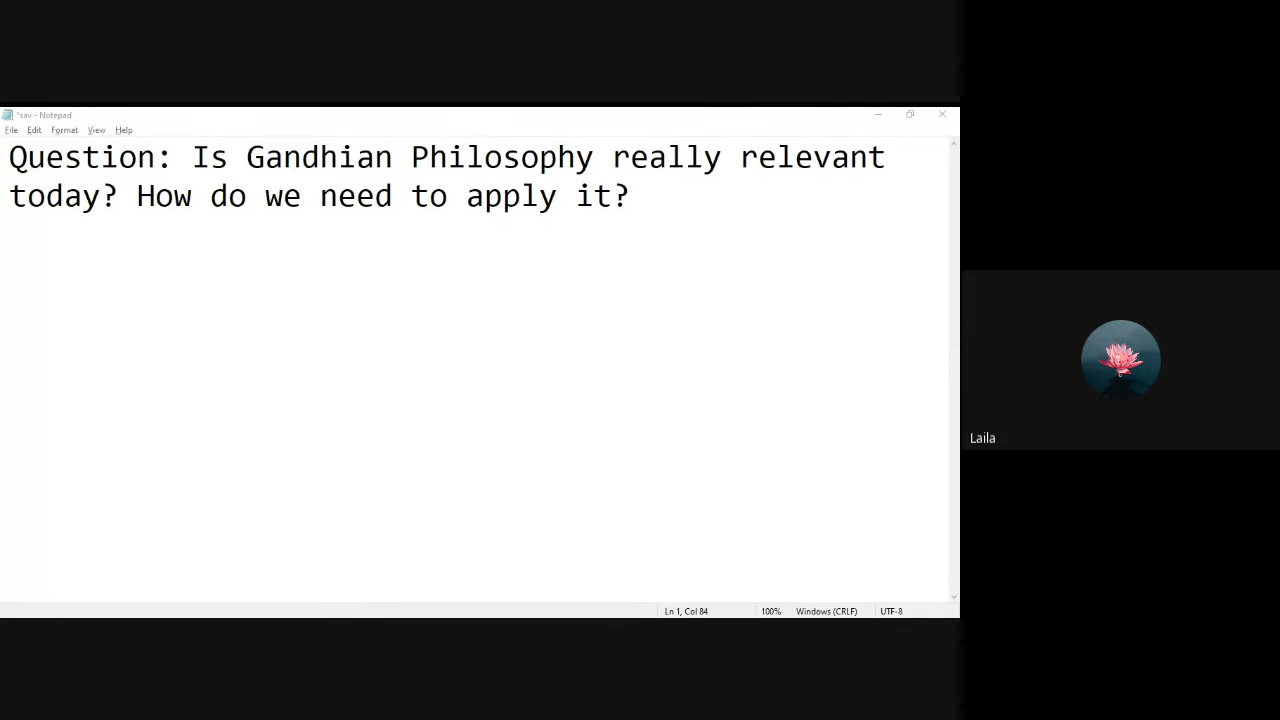 *sav - Notepad
File Edit Format View Help
Question: Is Gandhian Philosophy really relevant
today? How do we need to apply it?
Laila
Ln 1, Col 84 100% Windows (CRLF) UTF-8